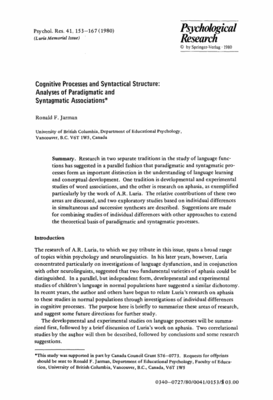 Psychol. Res. 41, 153–167 (1980)
(Luria Memorial Issue)
Psychological
Research
© by Springer-Verlag · 1980
Cognitive Processes and Syntactical Structure:
Analyses of Paradigmatic and
Syntagmatic Associations*
Ronald F. Jarman
University of British Columbia, Department of Educational Psychology,
Vancouver, B.C. V6T 1W5, Canada
Summary. Research in two separate traditions in the study of language func-
tions has suggested in a parallel fashion that paradigmatic and syntagmatic pro-
cesses form an important distinction in the understanding of language learning
and conceptual development. One tradition is developmental and experimental
studies of word associations, and the other is research on aphasia, as exemplified
particularly by the work of A.R. Luria. The relative contributions of these two
areas are discussed, and two exploratory studies based on individual differences
in simultaneous and successive syntheses are described. Suggestions are made
for combining studies of individual differences with other approaches to extend
the theoretical basis of paradigmatic and syntagmatic processes.
Introduction
The research of A.R. Luria, to which we pay tribute in this issue, spans a broad range
of topics within psychology and neurolinguistics. In his later years, however, Luria
concentrated particularly on investigations of language dysfunction, and in conjunction
with other neurolinguists, suggested that two fundamental varieties of aphasia could be
distinguished. In a parallel, but independent form, developmental and experimental
studies of children's language in normal populations have suggested a similar dichotomy.
In recent years, the author and others have begun to relate Luria's research on aphasia
to these studies in normal populations through investigations of individual differences
in cognitive processes. The purpose here is briefly to summarize these areas of research,
and suggest some future directions for further study.
The developmental and experimental studies on language processes will be summa-
rized first, followed by a brief discussion of Luria's work on aphasia. Two correlational
studies by the author will then be described, followed by conclusions and some research
suggestions.
*This study was supported in part by Canada Council Grant S76–0773. Requests for offprints
should be sent to Ronald F. Jarman, Department of Educational Psychology, Faculty of Educa-
tion, University of British Columbia, Vancouver, B.C., Canada, V6T 1W5
0340–0727/80/0041/0153/$ 03.00